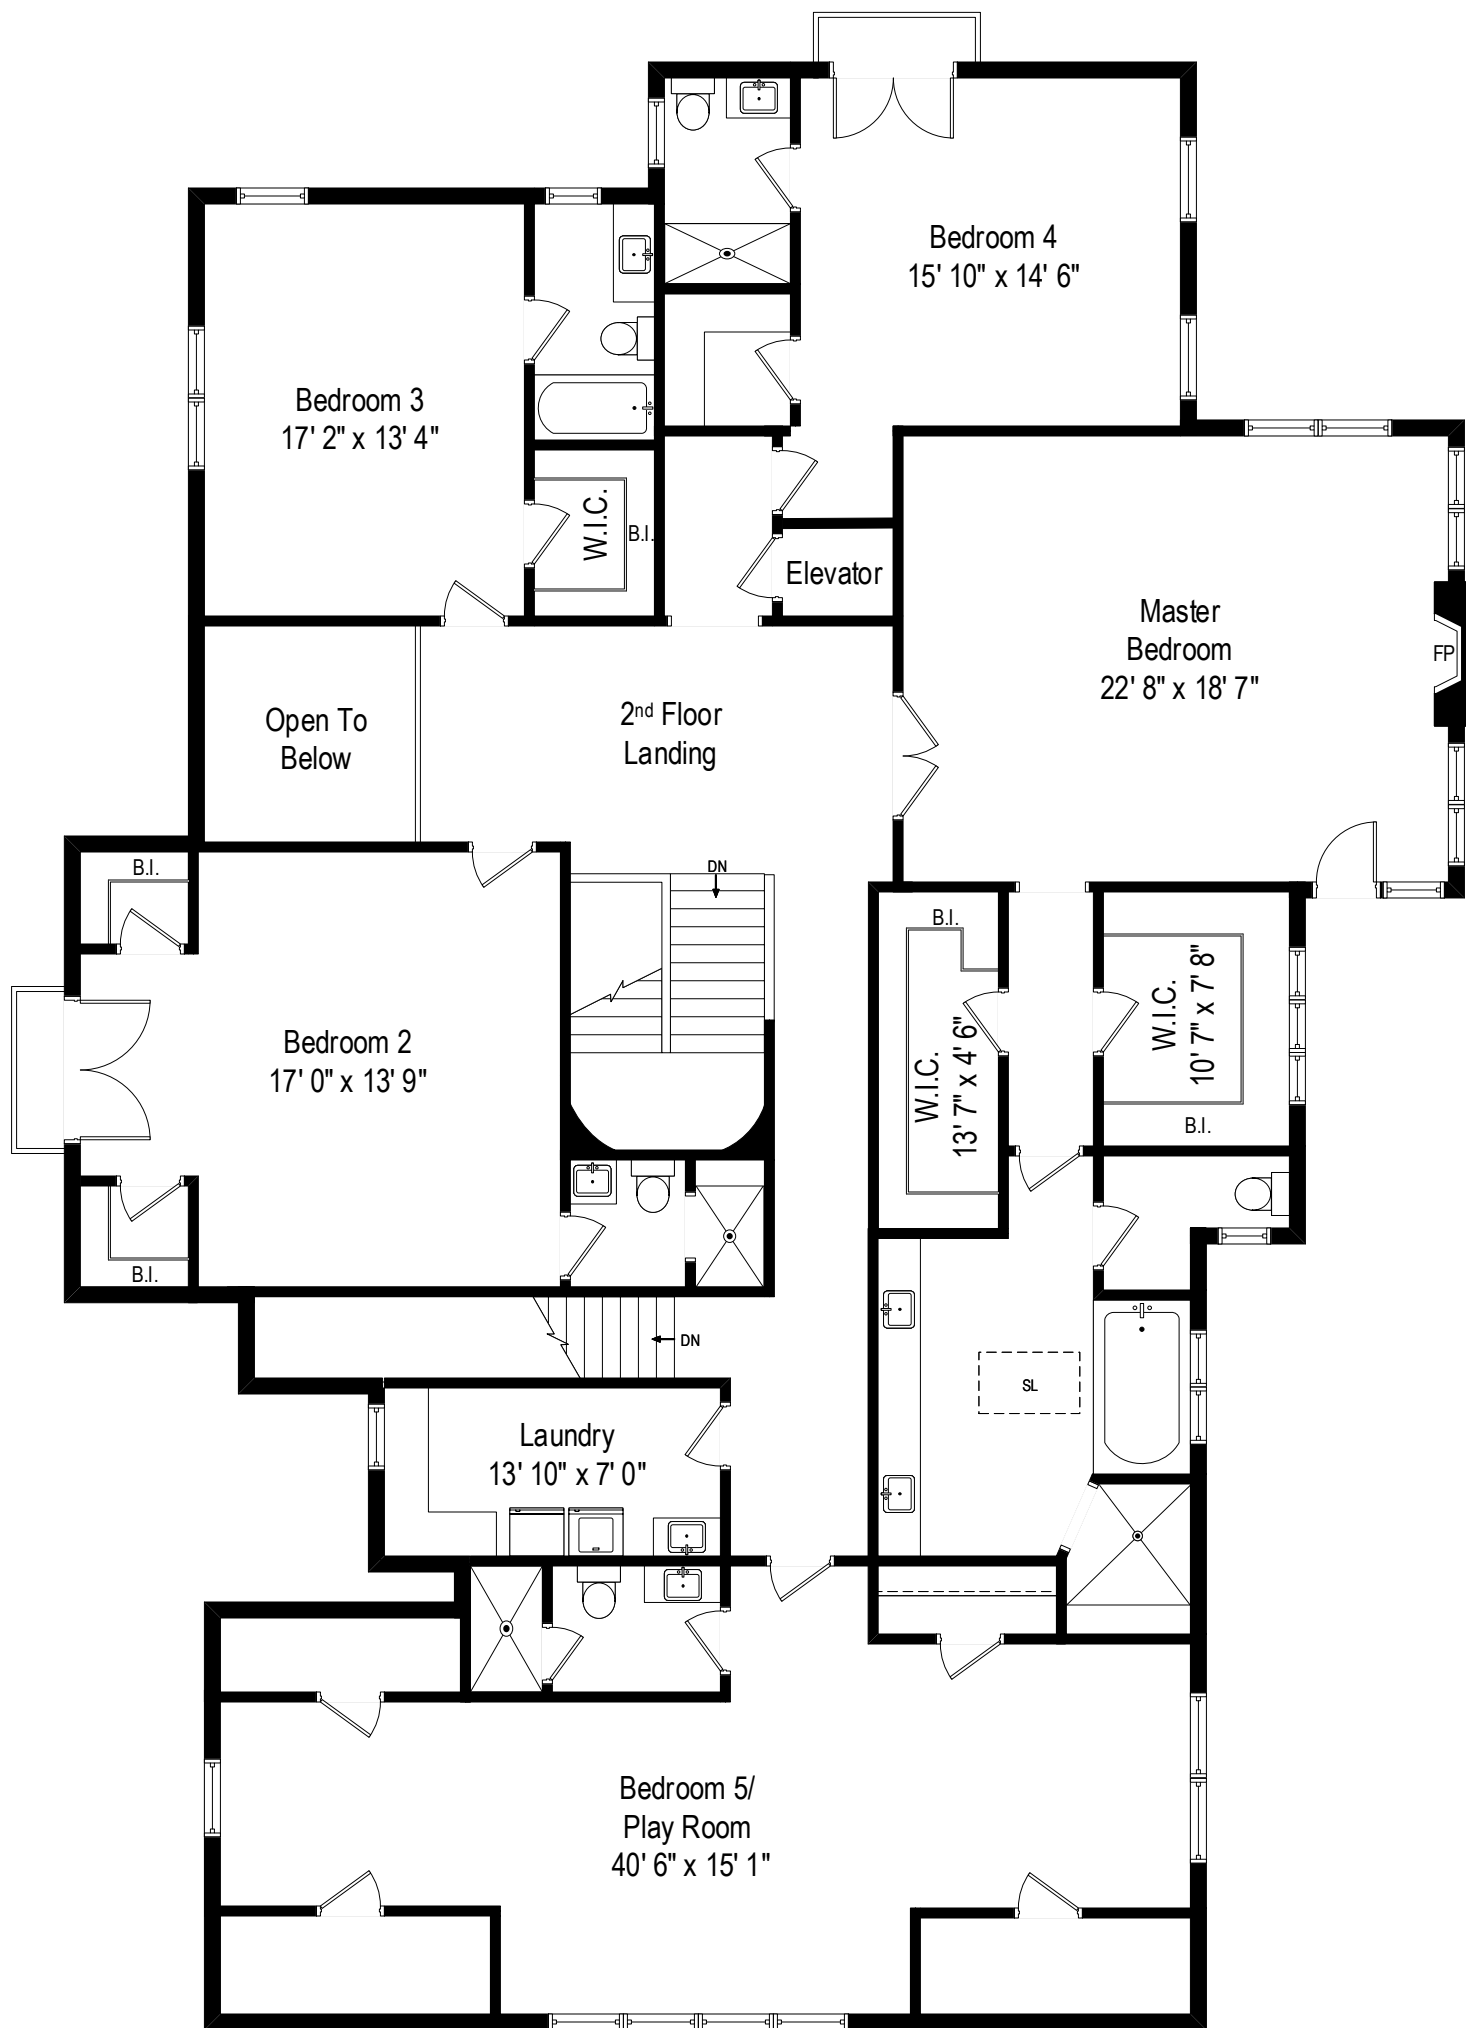 Bedroom 4
15' 10" x 14' 6"
Bedroom 3
17' 2" x 13' 4"
W.I.C.
B.I.
Elevator
Master
Bedroom
22' 8" x 18' 7"
FP
Open To
Below
2nd Floor
Landing
B.I.
DN
Bedroom 2
17' 0" x 13' 9"
B.I.
B.I.
W.I.C.
13' 7" x 4' 6"
W.I.C.
10' 7" x 7' 8"
B.I.
DN
SL
Laundry
13' 10" x 7' 0"
Bedroom 5/
Play Room
40' 6" x 15' 1"